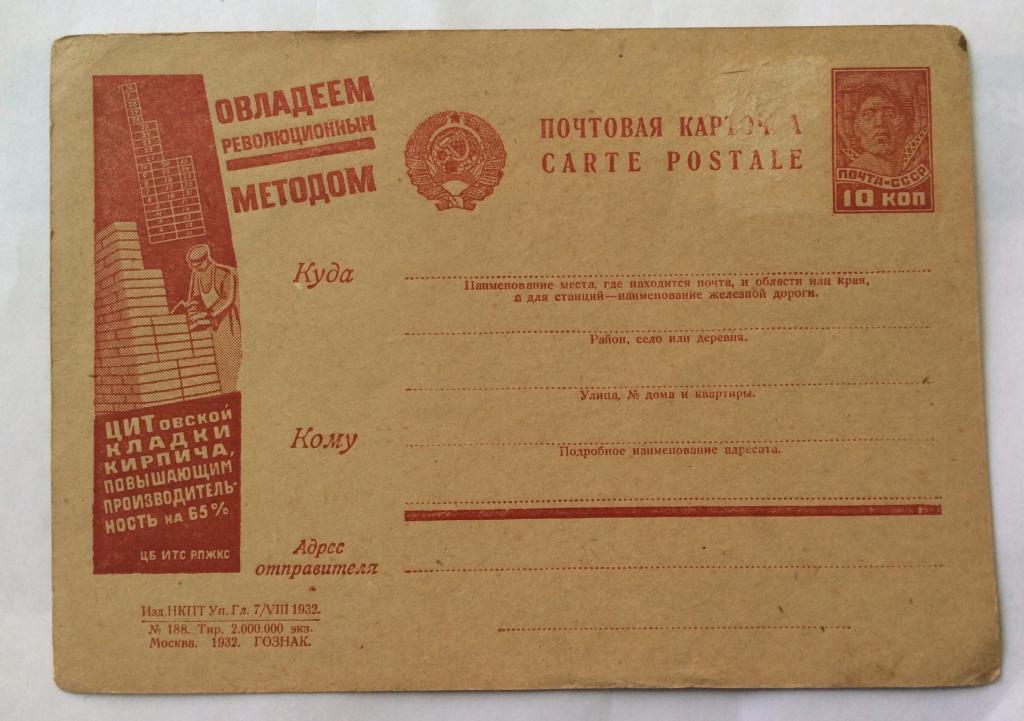 ОВЛАДЕЕМ
РЕВОЛЮЦИОННЫМ
МЕТОДОМ
ЦИТовской
КЛАДКИ
КИРПИЧА,
ПОВЫШАЮЩИМ
ПРОИЗВОДИТЕЛЬ-
НОСТЬ НА 65%
ЦБ ИТС РПЖКС
ПОЧТОВАЯ КАРТОЧКА
CARTE POSTALE
ПОЧТА-СССР
10 КОП
Куда
Наименование места, где находится почта, и области или края,
а для станций—наименование железной дороги.
Район, село или деревня.
Улица, № дома и квартиры.
Кому
Подробное наименование адресата.
Адрес
отправителя
Изд. НКПТ Уп. Гл. 7/VIII 1932.
№ 188. Тир. 2.000.000 экз.
Москва. 1932. ГОЗНАК.